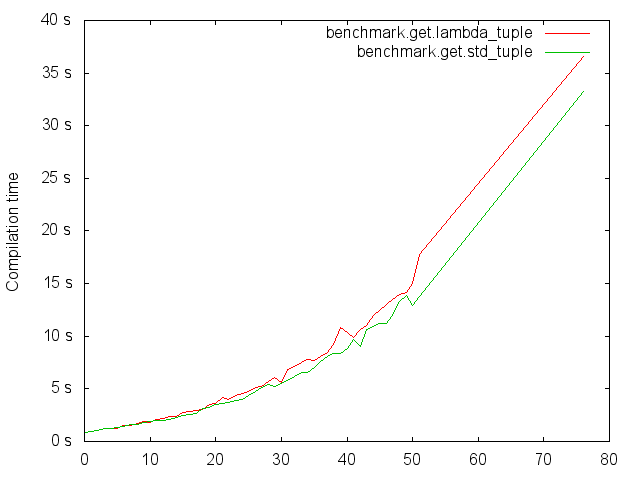 40 s
35 s
30 s
25 s
20 s
15 s
10 s
5 s
0 s
Compilation time
benchmark.get.lambda_tuple
benchmark.get.std_tuple
0 10 20 30 40 50 60 70 80